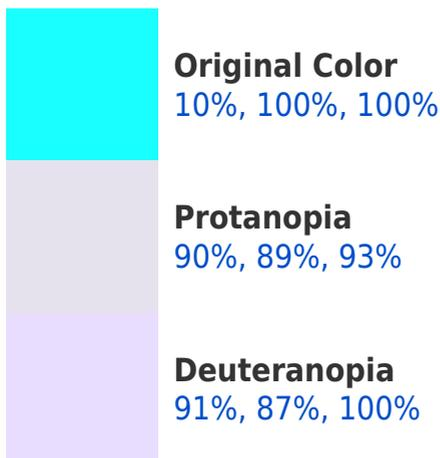 Original Color
10%, 100%, 100%
Protanopia
90%, 89%, 93%
Deuteranopia
91%, 87%, 100%